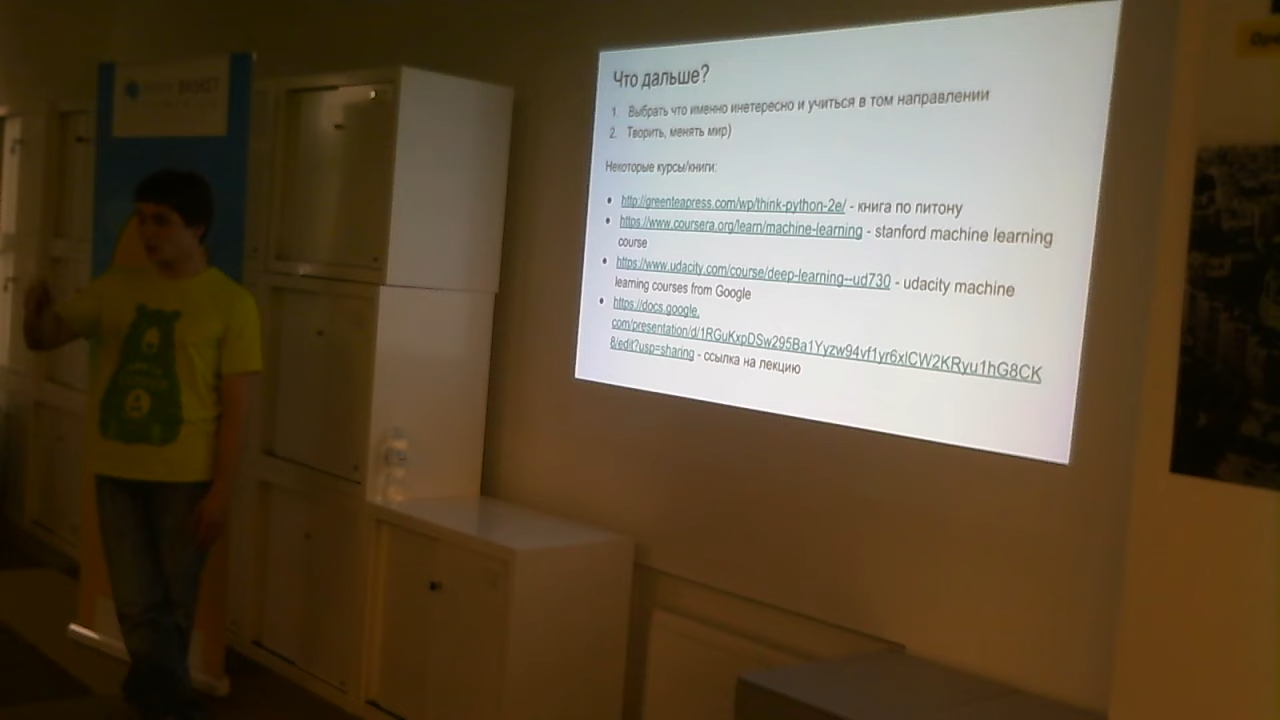 Что дальше?
1. Выбрать что именно инетересно и учиться в том направлении
2. Творить, менять мир)
Некоторые курсы/книги:
● http://greenteapress.com/wp/think-python-2e/ - книга по питону
● https://www.coursera.org/learn/machine-learning - stanford machine learning
course
● https://www.udacity.com/course/deep-learning--ud730 - udacity machine
learning courses from Google
● https://docs.google.
com/presentation/d/1RGuKxpDSw295Ba1Yyzw94vf1yr6xlCW2KRyu1hG8CK
8/edit?usp=sharing - ссылка на лекцию